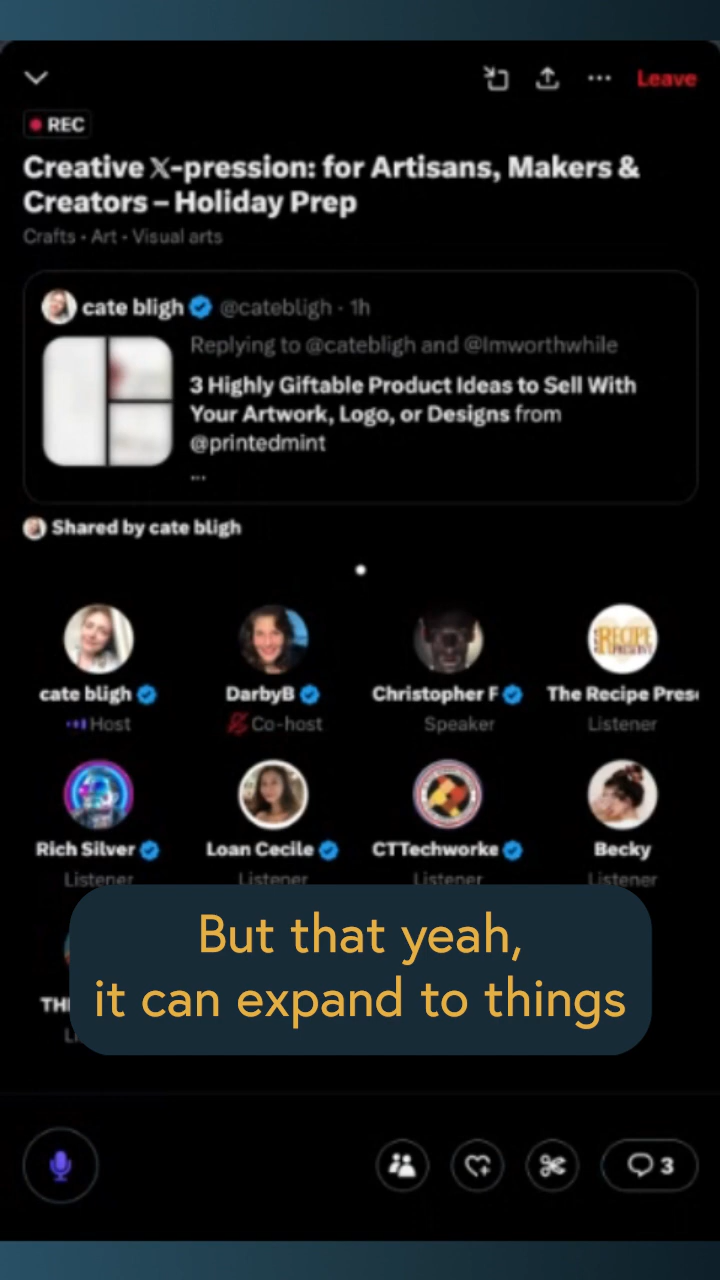 Leave
REC
Creative 𝕏-pression: for Artisans, Makers &
Creators – Holiday Prep
Crafts · Art · Visual arts
cate bligh @catebligh · 1h
Replying to @catebligh and @Imworthwhile
3 Highly Giftable Product Ideas to Sell With
Your Artwork, Logo, or Designs from
@printedmint
...
Shared by cate bligh
RECIPE
cate bligh DarbyB Christopher F The Recipe Prese
Host Co-host Speaker Listener
Rich Silver Loan Cecile CTTechworke Becky
Listener Listener Listener Listener
But that yeah,
it can expand to things
3